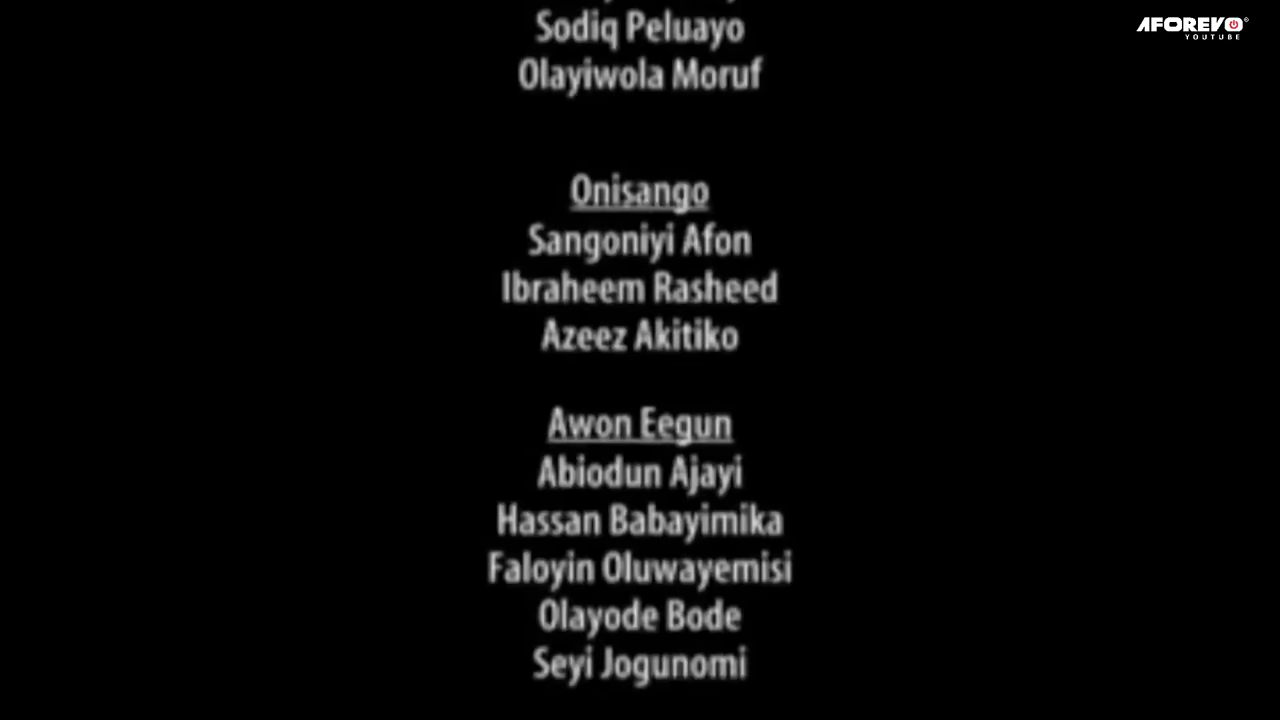 AFOREVO
YOUTUBE
Sodiq Peluayo
Olayiwola Moruf
Onisango
Sangoniyi Afon
Ibraheem Rasheed
Azeez Akitiko
Awon Eegun
Abiodun Ajayi
Hassan Babayimika
Faloyin Oluwayemisi
Olayode Bode
Seyi Jogunomi